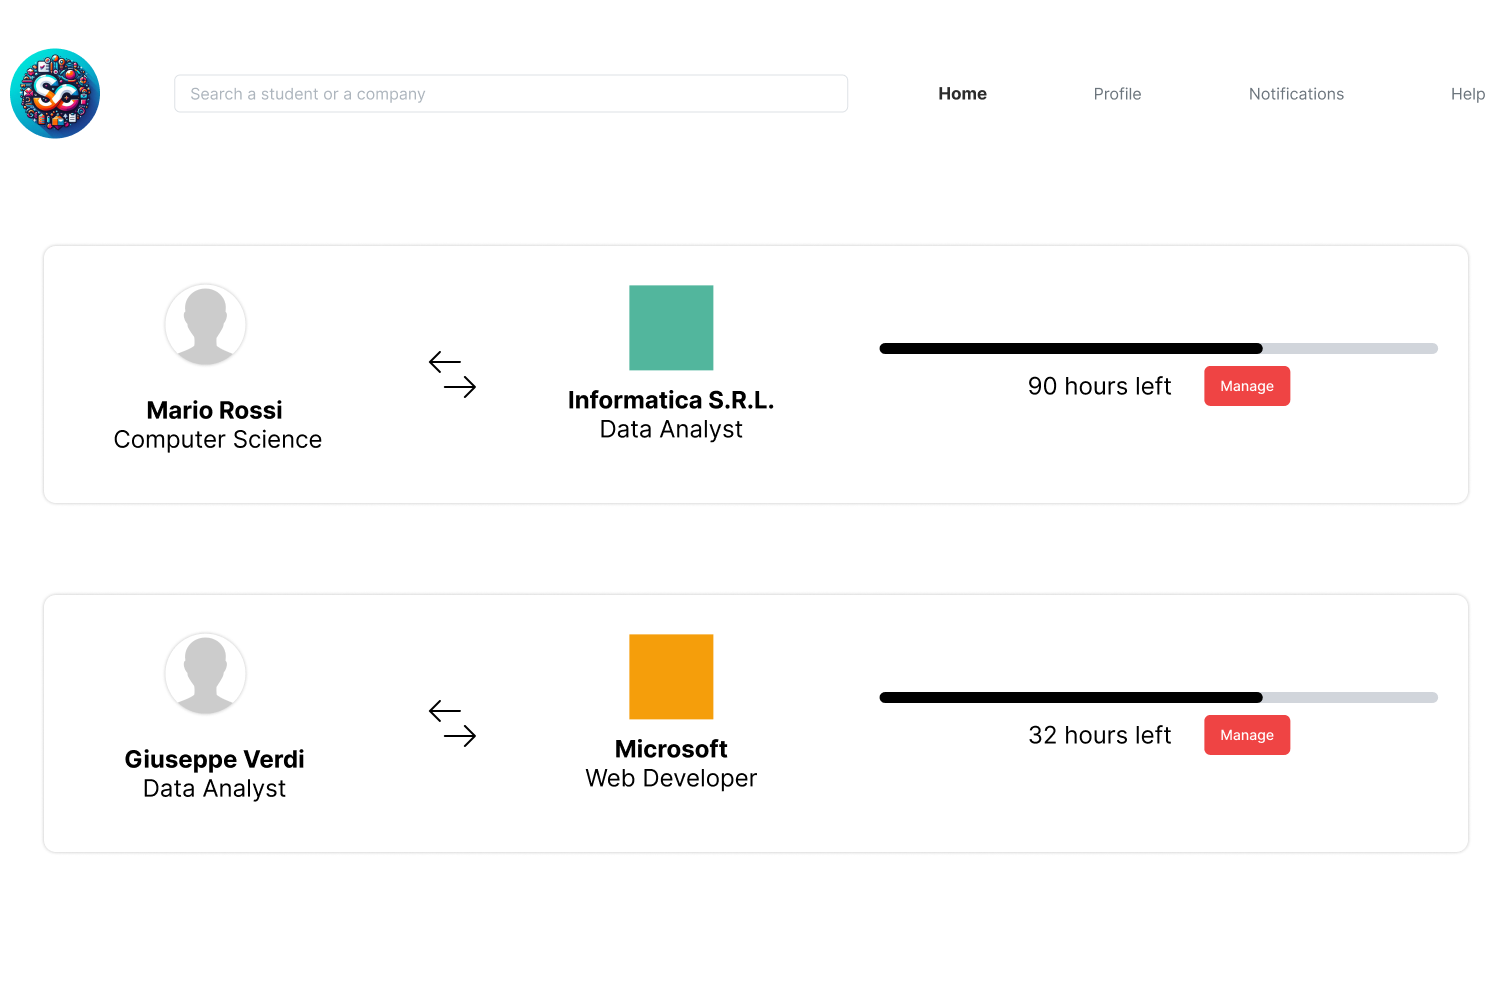 SC
Search a student or a company
Home
Profile
Notifications
Help
Mario Rossi
Computer Science
Informatica S.R.L.
Data Analyst
90 hours left
Manage
Giuseppe Verdi
Data Analyst
Microsoft
Web Developer
32 hours left
Manage